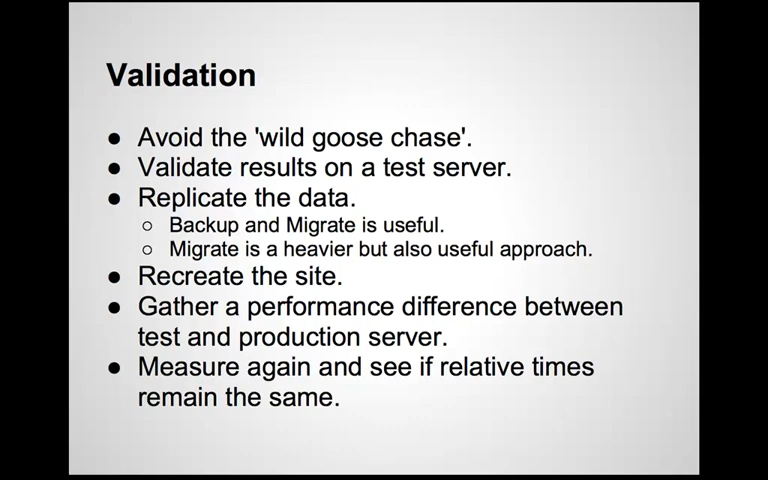 Validation
● Avoid the 'wild goose chase'.
● Validate results on a test server.
● Replicate the data.
○ Backup and Migrate is useful.
○ Migrate is a heavier but also useful approach.
● Recreate the site.
● Gather a performance difference between
test and production server.
● Measure again and see if relative times
remain the same.